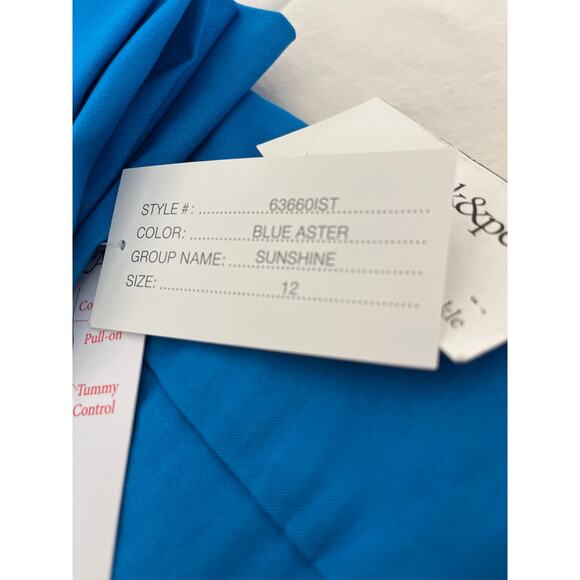 STYLE #: 63660IST
COLOR: BLUE ASTER
GROUP NAME: SUNSHINE
SIZE: 12
Pull-on
Tummy
Control